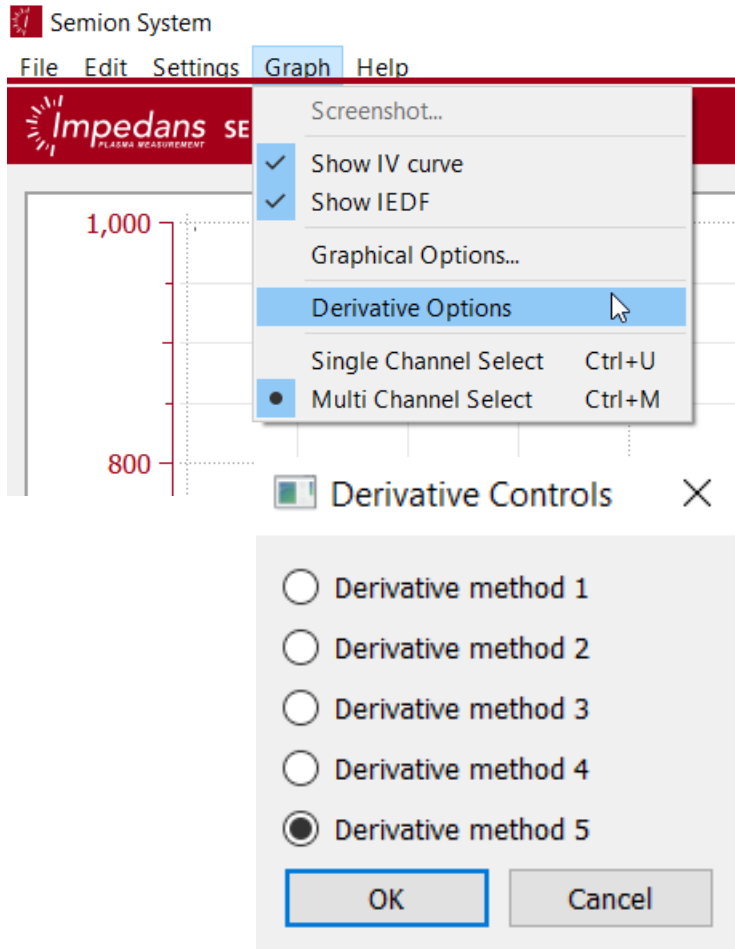 Semion System
File Edit Settings Graph Help
Impedans SE
PLASMA MEASUREMENT
Screenshot...
Show IV curve
Show IEDF
1,000
Graphical Options...
Derivative Options
Single Channel Select Ctrl+U
Multi Channel Select Ctrl+M
800
Derivative Controls
Derivative method 1
Derivative method 2
Derivative method 3
Derivative method 4
Derivative method 5
OK Cancel